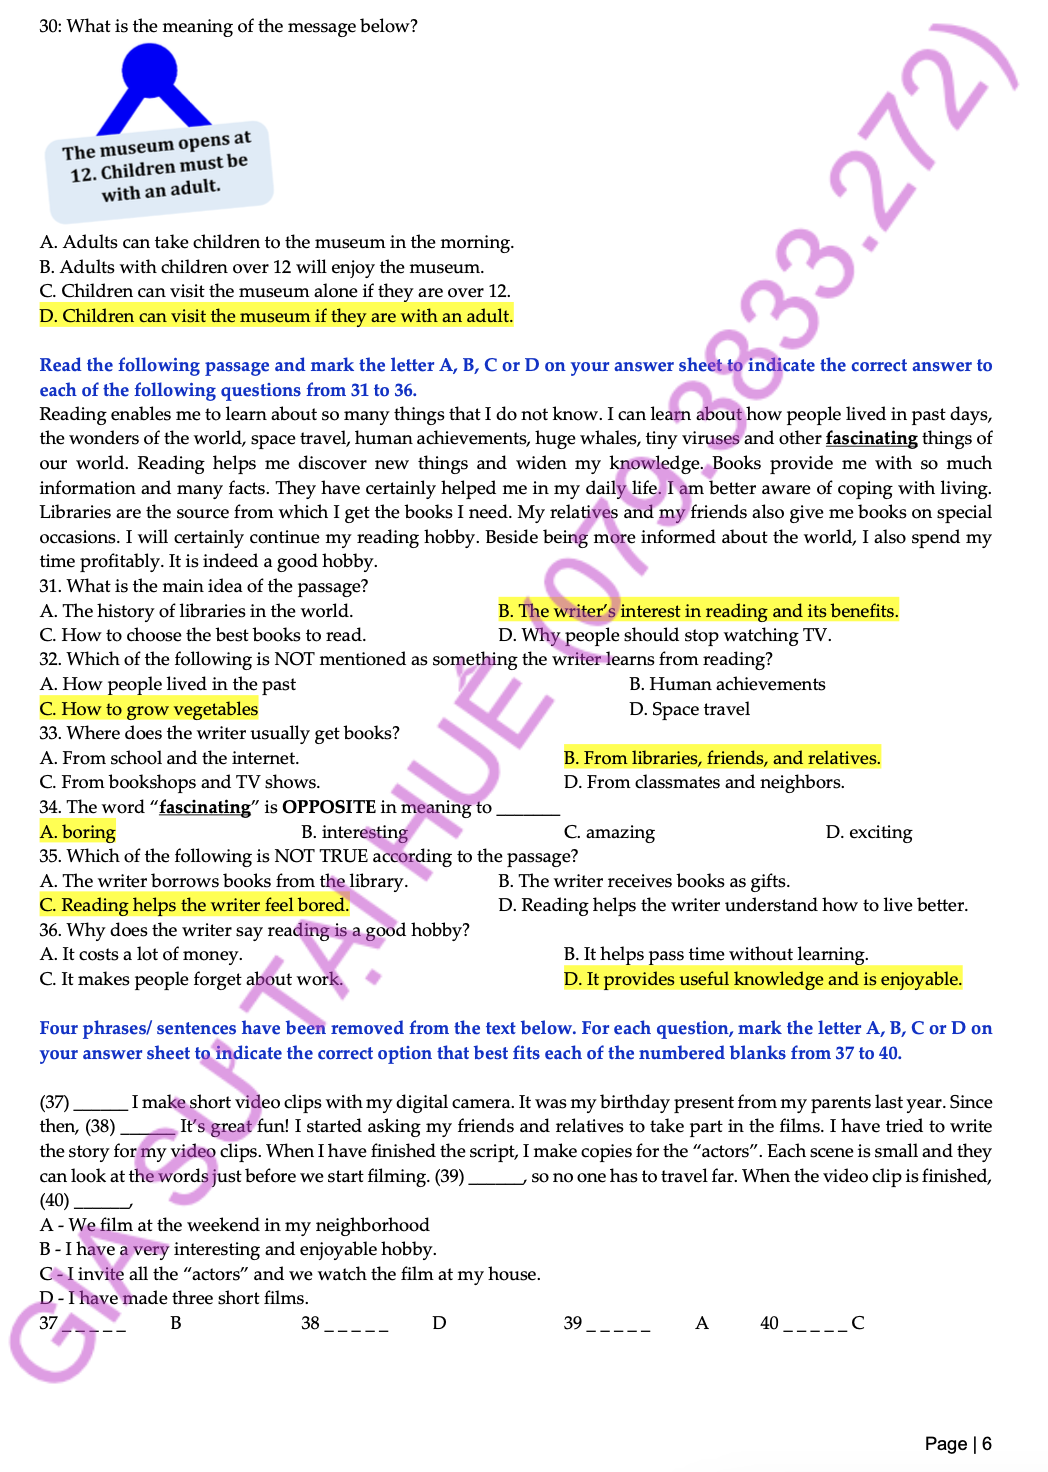 30: What is the meaning of the message below?
The museum opens at
12. Children must be
with an adult.
A. Adults can take children to the museum in the morning.
B. Adults with children over 12 will enjoy the museum.
C. Children can visit the museum alone if they are over 12.
D. Children can visit the museum if they are with an adult.
Read the following passage and mark the letter A, B, C or D on your answer sheet to indicate the correct answer to
each of the following questions from 31 to 36.
Reading enables me to learn about so many things that I do not know. I can learn about how people lived in past days,
the wonders of the world, space travel, human achievements, huge whales, tiny viruses and other fascinating things of
our world. Reading helps me discover new things and widen my knowledge. Books provide me with so much
information and many facts. They have certainly helped me in my daily life. I am better aware of coping with living.
Libraries are the source from which I get the books I need. My relatives and my friends also give me books on special
occasions. I will certainly continue my reading hobby. Beside being more informed about the world, I also spend my
time profitably. It is indeed a good hobby.
31. What is the main idea of the passage?
A. The history of libraries in the world. B. The writer's interest in reading and its benefits.
C. How to choose the best books to read. D. Why people should stop watching TV.
32. Which of the following is NOT mentioned as something the writer learns from reading?
A. How people lived in the past B. Human achievements
C. How to grow vegetables D. Space travel
33. Where does the writer usually get books?
A. From school and the internet. B. From libraries, friends, and relatives.
C. From bookshops and TV shows. D. From classmates and neighbors.
34. The word "fascinating" is OPPOSITE in meaning to _______
A. boring B. interesting C. amazing D. exciting
35. Which of the following is NOT TRUE according to the passage?
A. The writer borrows books from the library. B. The writer receives books as gifts.
C. Reading helps the writer feel bored. D. Reading helps the writer understand how to live better.
36. Why does the writer say reading is a good hobby?
A. It costs a lot of money. B. It helps pass time without learning.
C. It makes people forget about work. D. It provides useful knowledge and is enjoyable.
Four phrases/ sentences have been removed from the text below. For each question, mark the letter A, B, C or D on
your answer sheet to indicate the correct option that best fits each of the numbered blanks from 37 to 40.
(37) ______ I make short video clips with my digital camera. It was my birthday present from my parents last year. Since
then, (38) ______ It's great fun! I started asking my friends and relatives to take part in the films. I have tried to write
the story for my video clips. When I have finished the script, I make copies for the "actors". Each scene is small and they
can look at the words just before we start filming. (39) ______, so no one has to travel far. When the video clip is finished,
(40) ______,
A - We film at the weekend in my neighborhood
B - I have a very interesting and enjoyable hobby.
C - I invite all the "actors" and we watch the film at my house.
D - I have made three short films.
37 _ _ _ _ _ B 38 _ _ _ _ _ D 39 _ _ _ _ _ A 40 _ _ _ _ _ C
Page | 6
GIA SƯ TẠI HUẾ (079.3833.272)